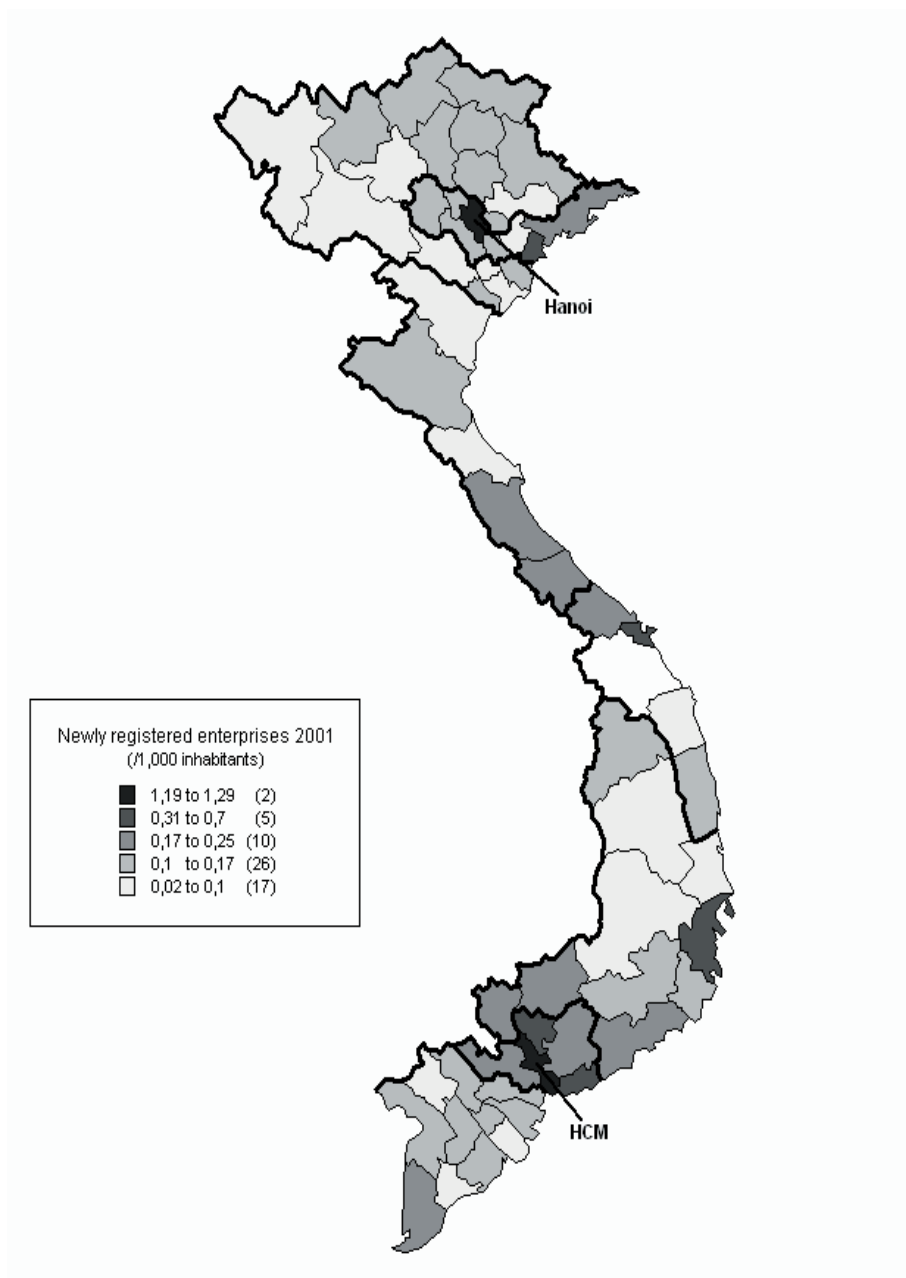 Hanoi
HCM
Newly registered enterprises 2001
(/1,000 inhabitants)
1,19 to 1,29 (2)
0,31 to 0,7 (5)
0,17 to 0,25 (10)
0,1 to 0,17 (26)
0,02 to 0,1 (17)